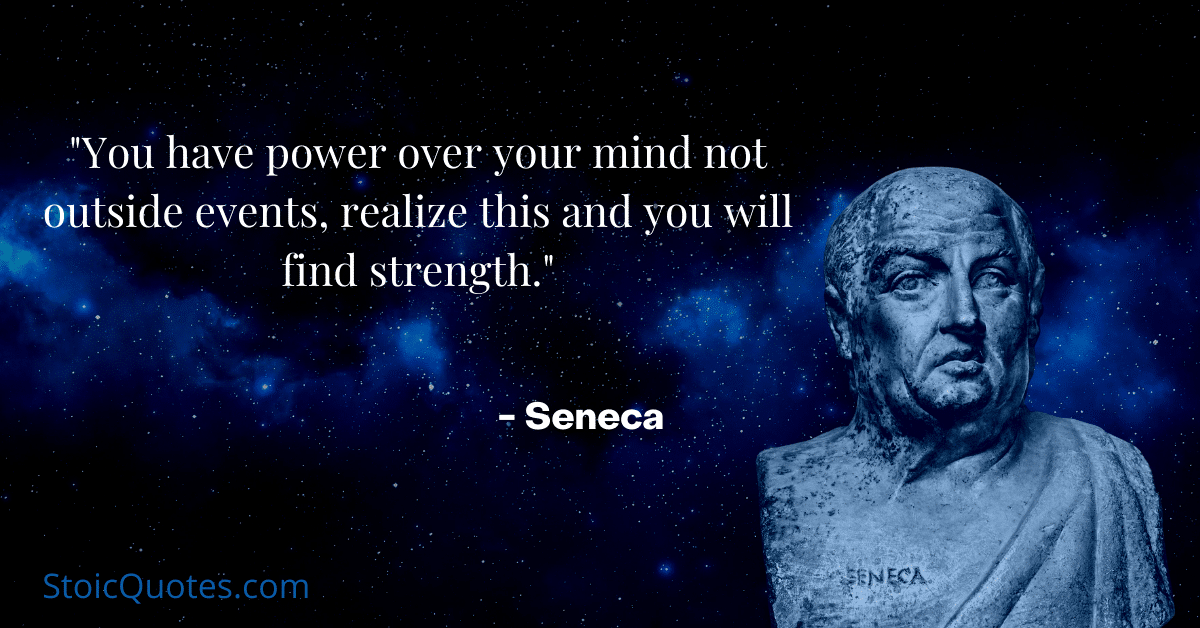 "You have power over your mind not
outside events, realize this and you will
find strength."
- Seneca
SENECA
StoicQuotes.com